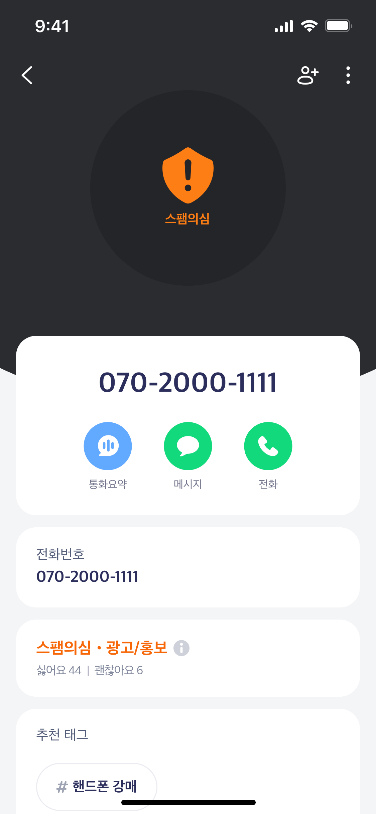 9:41
스팸의심
070-2000-1111
통화요약
메시지
전화
전화번호
070-2000-1111
스팸의심・광고/홍보
싫어요 44 | 괜찮아요 6
추천 태그
# 핸드폰 강매